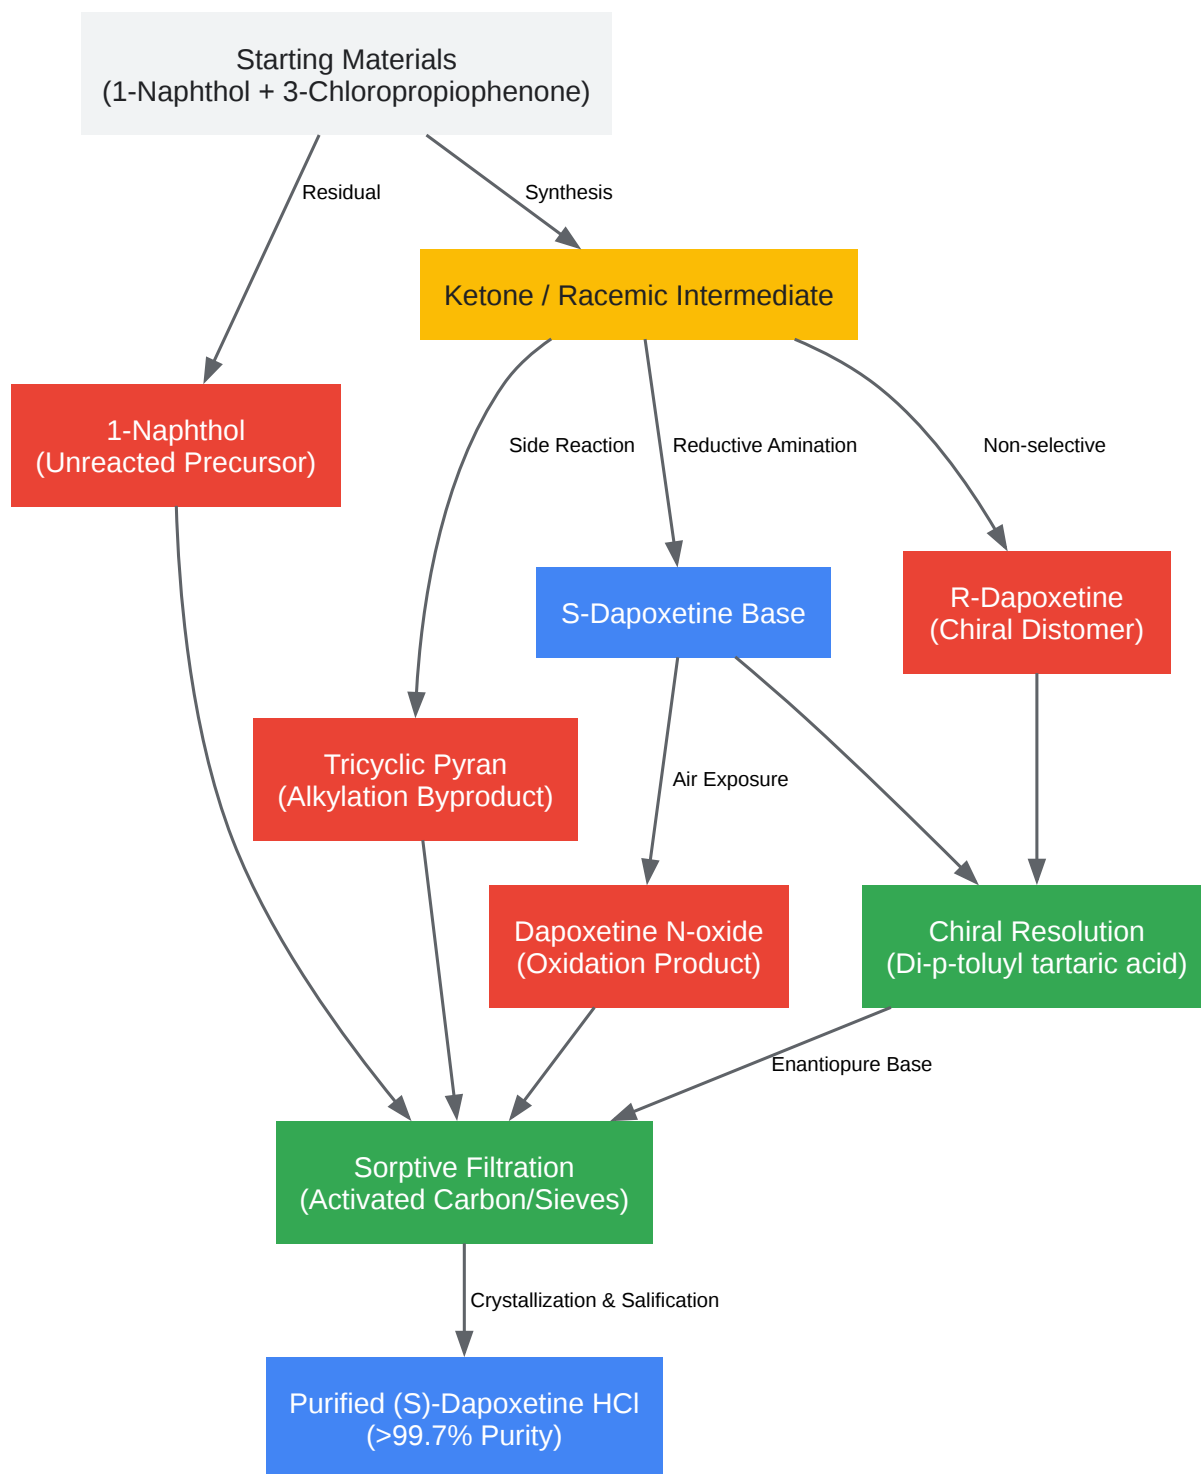 Starting Materials
(1-Naphthol + 3-Chloropropiophenone)
Residual
Synthesis
Ketone / Racemic Intermediate
1-Naphthol
(Unreacted Precursor)
Side Reaction
Reductive Amination
Non-selective
S-Dapoxetine Base
R-Dapoxetine
(Chiral Distomer)
Tricyclic Pyran
(Alkylation Byproduct)
Air Exposure
Dapoxetine N-oxide
(Oxidation Product)
Chiral Resolution
(Di-p-toluyl tartaric acid)
Enantiopure Base
Sorptive Filtration
(Activated Carbon/Sieves)
Crystallization & Salification
Purified (S)-Dapoxetine HCl
(>99.7% Purity)